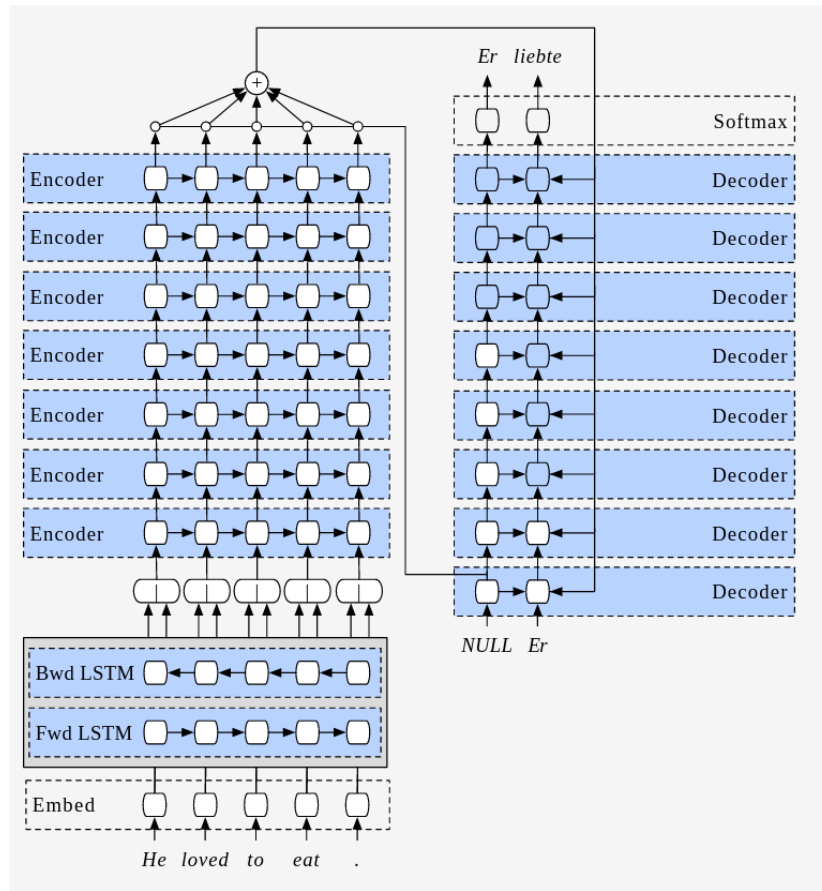 Er liebte
Softmax
Encoder
Encoder
Encoder
Encoder
Encoder
Encoder
Encoder
Decoder
Decoder
Decoder
Decoder
Decoder
Decoder
Decoder
Decoder
NULL Er
+
Bwd LSTM
Fwd LSTM
Embed
He loved to eat .